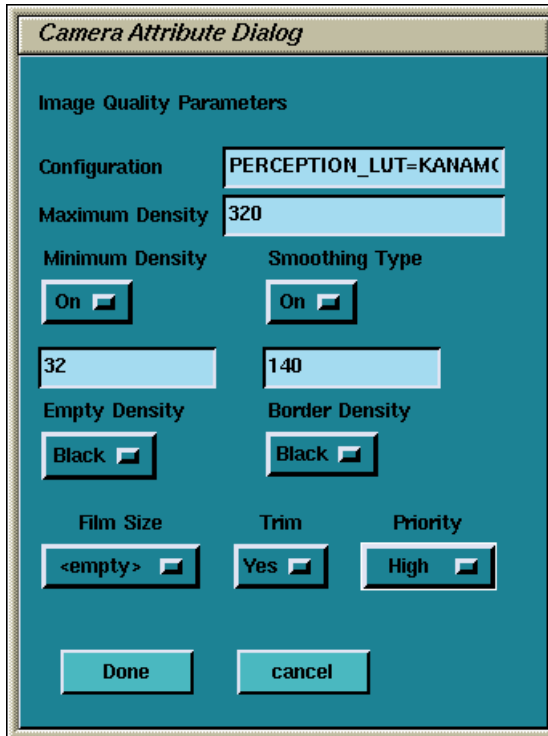 Camera Attribute Dialog
Image Quality Parameters
Configuration PERCEPTION_LUT=KANAMO
Maximum Density 320
Minimum Density Smoothing Type
On On
32 140
Empty Density Border Density
Black Black
Film Size Trim Priority
<empty> Yes High
Done cancel